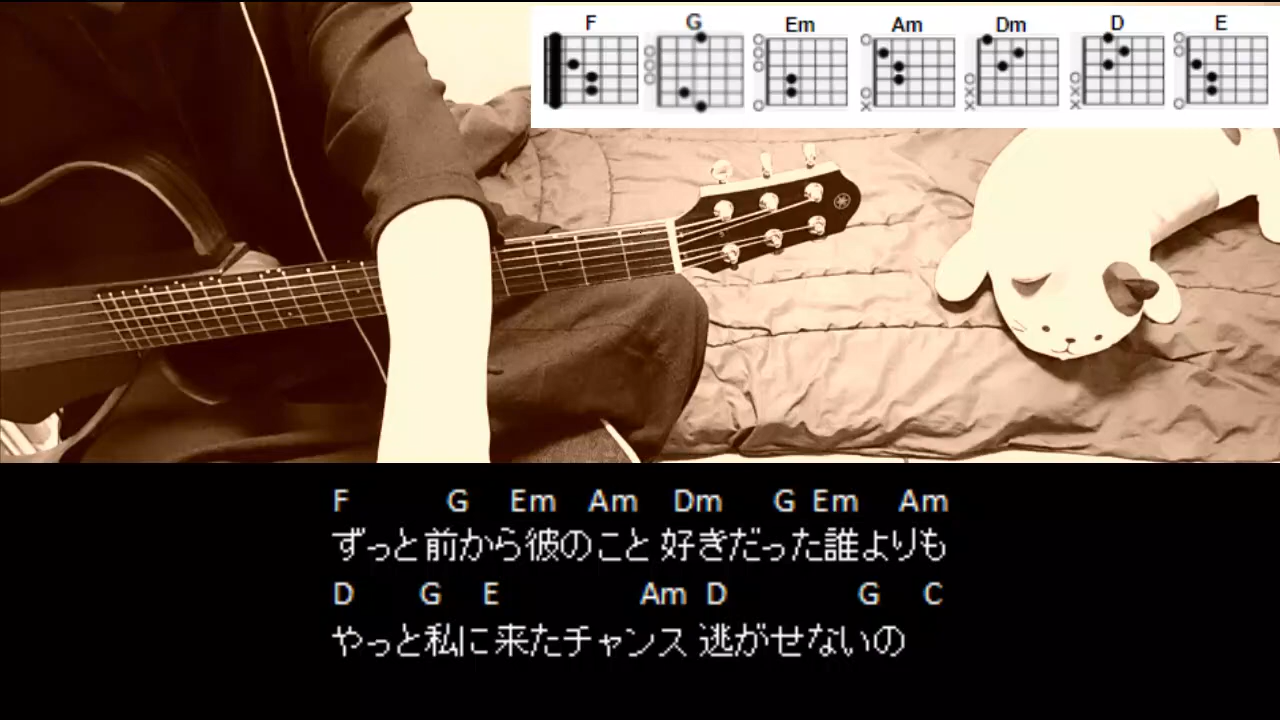 F G Em Am Dm D E
F G Em Am Dm G Em Am
ずっと前から彼のこと 好きだった誰よりも
D G E Am D G C
やっと私に来たチャンス 逃がせないの